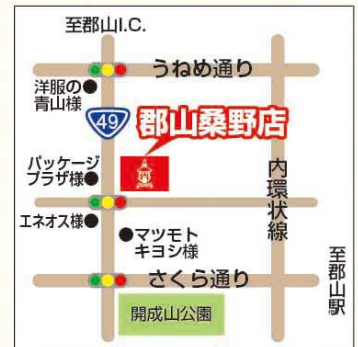 至郡山I.C.
うねめ通り
洋服の
青山様
49
郡山桑野店
パッケージ
プラザ様
内環状線
エネオス様
マツモト
キヨシ様
さくら通り
至郡山駅
開成山公園